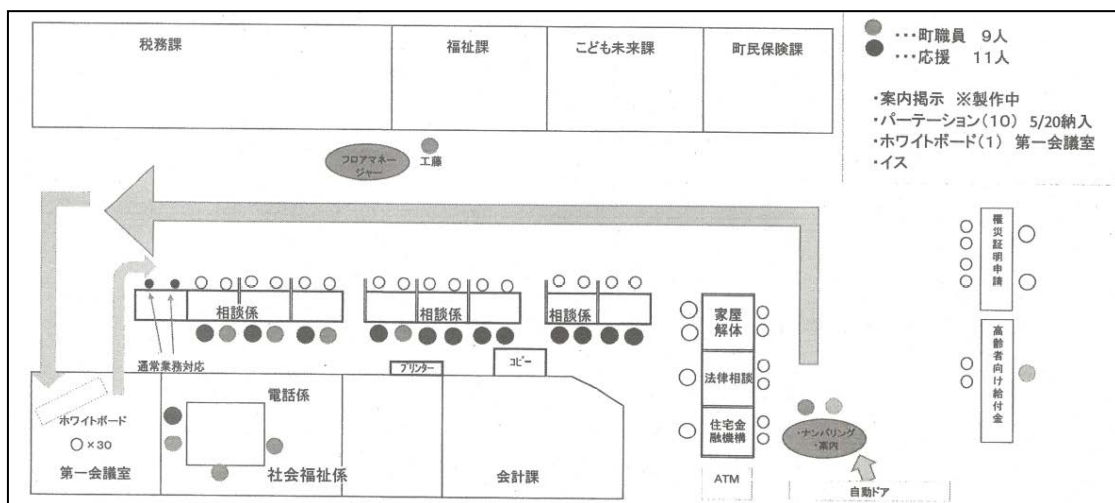 税務課
福祉課
こども未来課
町民保険課
・・・町職員 9人
・・・応援 11人
・案内掲示 ※製作中
・パーテーション(10) 5/20納入
・ホワイトボード(1) 第一会議室
・イス
フロアマネー
ジャー
工藤
罹災証明申請
相談係
相談係
相談係
家屋
解体
高齢者向け給付金
通常業務対応
プリンター
コピー
法律相談
電話係
ホワイトボード
○×30
第一会議室
社会福祉係
会計課
住宅金
融機構
・ナンバリング
・案内
ATM
自動ドア